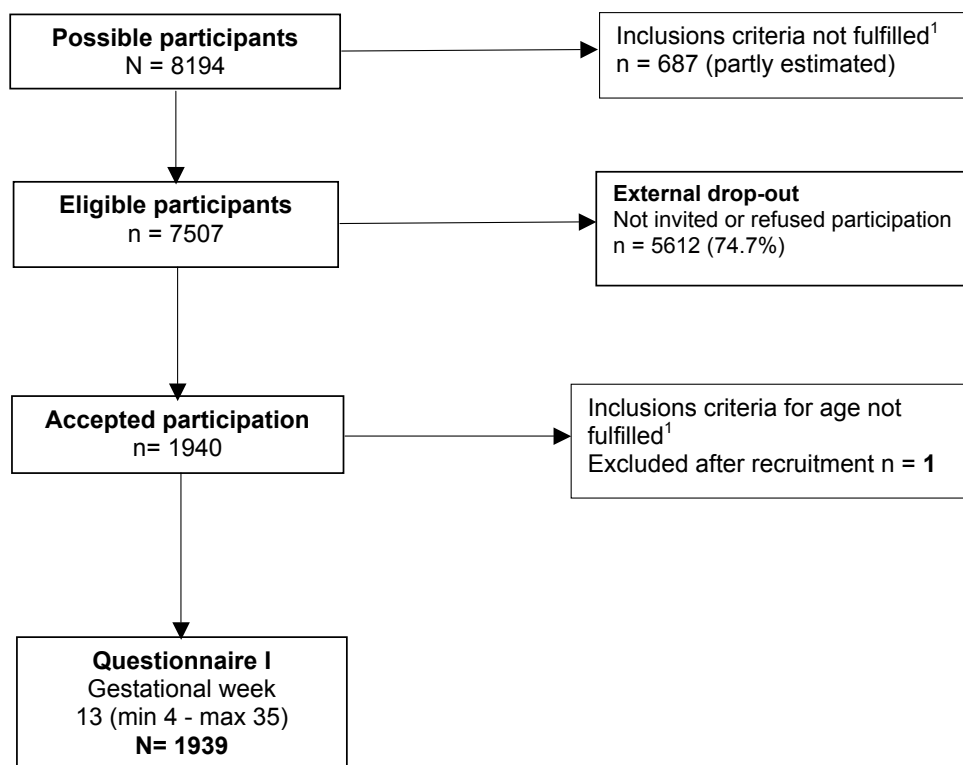 Possible participants
N = 8194
Inclusions criteria not fulfilled1
n = 687 (partly estimated)
Eligible participants
n = 7507
External drop-out
Not invited or refused participation
n = 5612 (74.7%)
Accepted participation
n= 1940
Inclusions criteria for age not
fulfilled1
Excluded after recruitment n = 1
Questionnaire I
Gestational week
13 (min 4 - max 35)
N= 1939